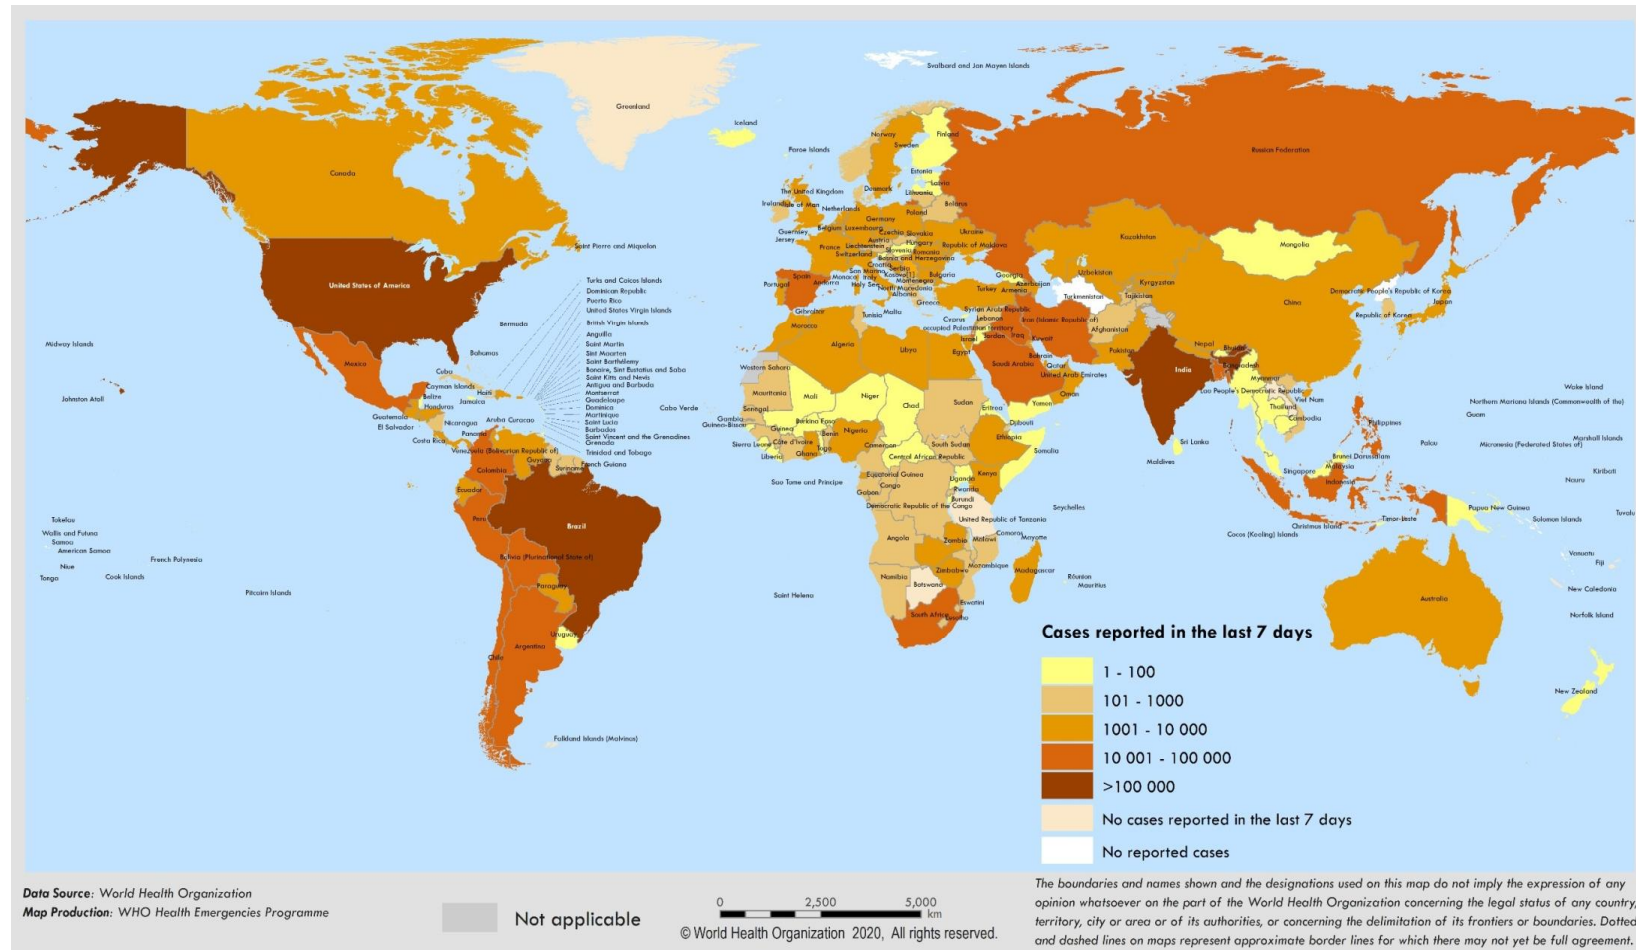 Svalbard and Jan Mayen Islands
Greenland
Iceland
Faroe Islands
Norway
Sweden
Finland
Russian Federation
Canada
Estonia
Latvia
Lithuania
Denmark
The United Kingdom
Ireland
Isle of Man
Netherlands
Poland
Belarus
Germany
Belgium
Luxembourg
Guernsey
Jersey
Czechia
Slovakia
Ukraine
Austria
Hungary
France
Liechtenstein
Switzerland
Slovenia
Romania
Republic of Moldova
Croatia
Bosnia and Herzegovina
Serbia
San Marino
Kosovo[1]
Monaco
Italy
Montenegro
Bulgaria
Holy See
North Macedonia
Albania
Greece
Spain
Andorra
Portugal
Gibraltar
Malta
Georgia
Azerbaijan
Armenia
Turkey
Kazakhstan
Mongolia
Uzbekistan
Kyrgyzstan
Turkmenistan
Tajikistan
China
Democratic People's Republic of Korea
Republic of Korea
Japan
Saint Pierre and Miquelon
United States of America
Turks and Caicos Islands
Dominican Republic
Puerto Rico
United States Virgin Islands
British Virgin Islands
Anguilla
Saint Martin
Sint Maarten
Saint Barthélemy
Bonaire, Sint Eustatius and Saba
Saint Kitts and Nevis
Antigua and Barbuda
Montserrat
Guadeloupe
Dominica
Martinique
Saint Lucia
Barbados
Saint Vincent and the Grenadines
Grenada
Trinidad and Tobago
Bermuda
Bahamas
Midway Islands
Johnston Atoll
Mexico
Cuba
Cayman Islands
Haiti
Belize
Jamaica
Honduras
Guatemala
El Salvador
Nicaragua
Aruba
Curacao
Costa Rica
Panama
Venezuela (Bolivarian Republic of)
Guyana
Suriname
French Guiana
Colombia
Ecuador
Peru
Brazil
Bolivia (Plurinational State of)
Paraguay
Uruguay
Argentina
Chile
Falkland Islands (Malvinas)
Cabo Verde
Morocco
Tunisia
Algeria
Libya
Egypt
Western Sahara
Mauritania
Mali
Niger
Chad
Sudan
Eritrea
Yemen
Senegal
Gambia
Guinea-Bissau
Guinea
Burkina Faso
Sierra Leone
Liberia
Côte d'Ivoire
Ghana
Togo
Benin
Nigeria
Cameroon
Central African Republic
South Sudan
Ethiopia
Djibouti
Somalia
Equatorial Guinea
Sao Tome and Principe
Gabon
Congo
Democratic Republic of the Congo
Uganda
Kenya
Rwanda
Burundi
United Republic of Tanzania
Seychelles
Comoros
Mayotte
Angola
Zambia
Malawi
Mozambique
Madagascar
Namibia
Zimbabwe
Botswana
Réunion
Mauritius
South Africa
Eswatini
Lesotho
Saint Helena
Syrian Arab Republic
Cyprus
Lebanon
occupied Palestinian territory
Israel
Jordan
Iraq
Iran (Islamic Republic of)
Kuwait
Saudi Arabia
Bahrain
Qatar
United Arab Emirates
Oman
Afghanistan
Pakistan
Nepal
Bhutan
India
Bangladesh
Myanmar
Lao People's Democratic Republic
Viet Nam
Thailand
Cambodia
Sri Lanka
Maldives
Philippines
Brunei Darussalam
Malaysia
Singapore
Indonesia
Timor-Leste
Christmas Island
Cocos (Keeling) Islands
Papua New Guinea
Solomon Islands
Wake Island
Northern Mariana Islands (Commonwealth of the)
Guam
Palau
Marshall Islands
Micronesia (Federated States of)
Kiribati
Nauru
Tuvalu
Vanuatu
Fiji
New Caledonia
Norfolk Island
Australia
New Zealand
Tokelau
Wallis and Futuna
Samoa
American Samoa
Niue
Tonga
Cook Islands
French Polynesia
Pitcairn Islands
Cases reported in the last 7 days
1 - 100
101 - 1000
1001 - 10 000
10 001 - 100 000
>100 000
No cases reported in the last 7 days
No reported cases
Data Source: World Health Organization
Map Production: WHO Health Emergencies Programme
Not applicable
0 2,500 5,000
km
© World Health Organization 2020, All rights reserved.
The boundaries and names shown and the designations used on this map do not imply the expression of any
opinion whatsoever on the part of the World Health Organization concerning the legal status of any country,
territory, city or area or of its authorities, or concerning the delimitation of its frontiers or boundaries. Dotted
and dashed lines on maps represent approximate border lines for which there may not yet be full agreement.